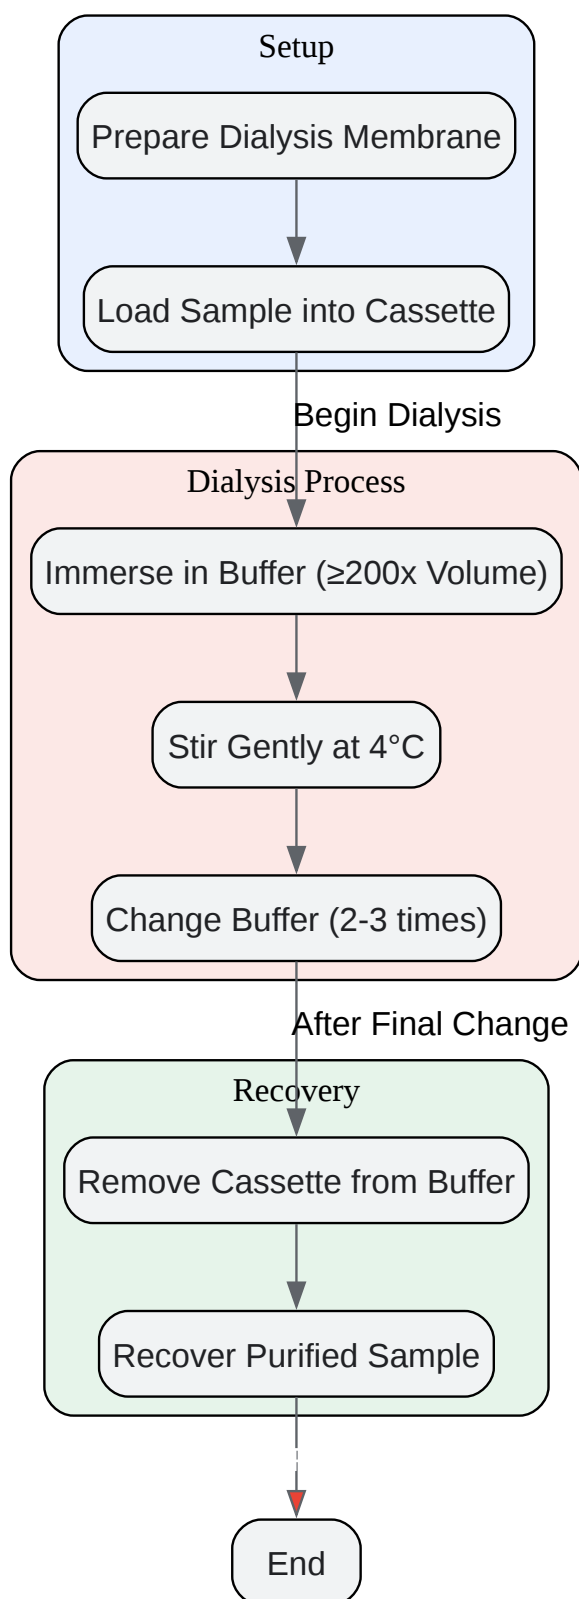 Setup
Prepare Dialysis Membrane
Load Sample into Cassette
Begin Dialysis
Dialysis Process
Immerse in Buffer (≥200x Volume)
Stir Gently at 4°C
Change Buffer (2-3 times)
After Final Change
Recovery
Remove Cassette from Buffer
Recover Purified Sample
End